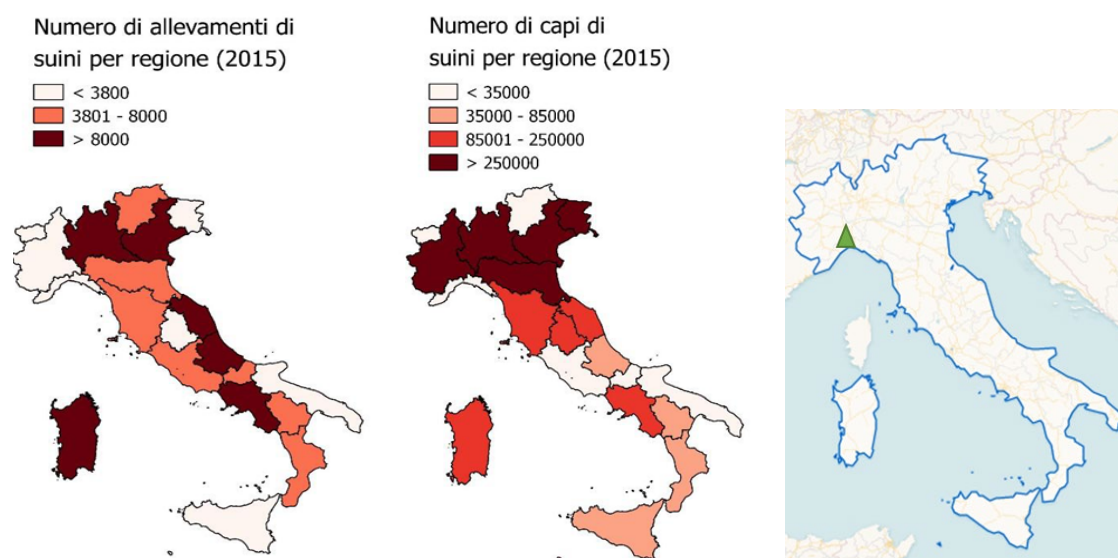 Numero di allevamenti di
suini per regione (2015)
< 3800
3801 - 8000
> 8000
Numero di capi di
suini per regione (2015)
< 35000
35000 - 85000
85001 - 250000
> 250000